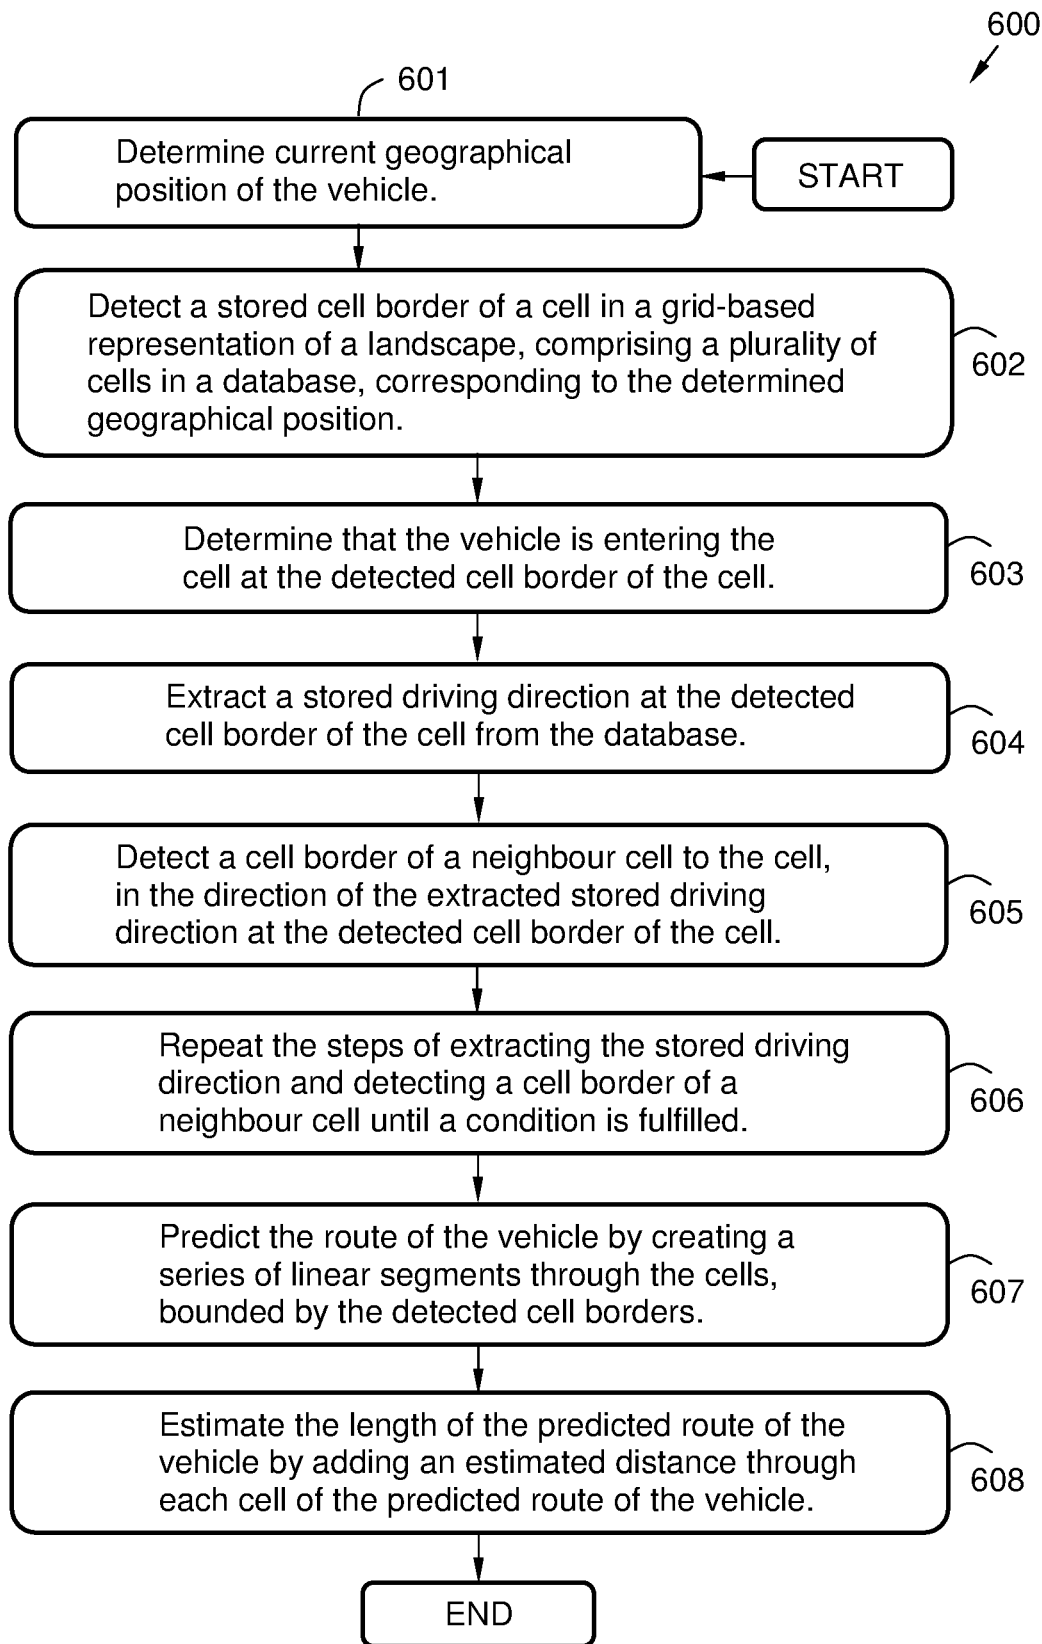 600
601
Determine current geographical
position of the vehicle.
START
Detect a stored cell border of a cell in a grid-based
representation of a landscape, comprising a plurality of
cells in a database, corresponding to the determined
geographical position.
602
Determine that the vehicle is entering the
cell at the detected cell border of the cell.
603
Extract a stored driving direction at the detected
cell border of the cell from the database.
604
Detect a cell border of a neighbour cell to the cell,
in the direction of the extracted stored driving
direction at the detected cell border of the cell.
605
Repeat the steps of extracting the stored driving
direction and detecting a cell border of a
neighbour cell until a condition is fulfilled.
606
Predict the route of the vehicle by creating a
series of linear segments through the cells,
bounded by the detected cell borders.
607
Estimate the length of the predicted route of the
vehicle by adding an estimated distance through
each cell of the predicted route of the vehicle.
608
END